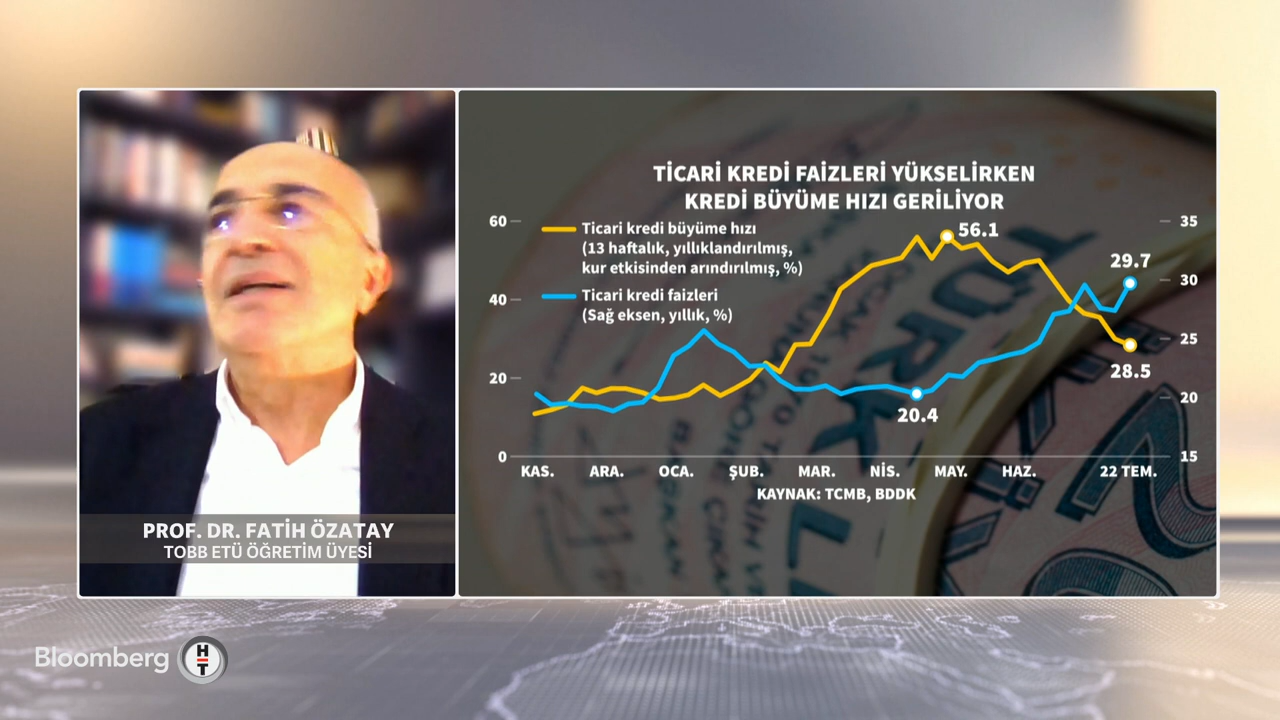 TİCARİ KREDİ FAİZLERİ YÜKSELİRKEN
KREDİ BÜYÜME HIZI GERİLİYOR
Ticari kredi büyüme hızı
(13 haftalık, yıllıklandırılmış,
kur etkisinden arındırılmış, %)
Ticari kredi faizleri
(Sağ eksen, yıllık, %)
60
40
20
0
35
30
25
20
15
56.1
29.7
28.5
20.4
KAS. ARA. OCA. ŞUB. MAR. NİS. MAY. HAZ. 22 TEM.
KAYNAK: TCMB, BDDK
PROF. DR. FATİH ÖZATAY
TOBB ETÜ ÖĞRETİM ÜYESİ
Bloomberg HT